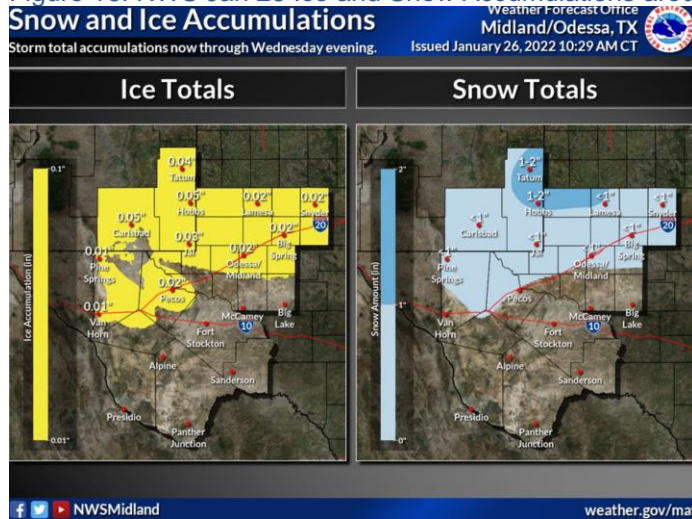 Snow and Ice Accumulations
Weather Forecast Office
Midland/Odessa, TX
Storm total accumulations now through Wednesday evening.
Issued January 26, 2022 10:29 AM CT
Ice Totals
0.1"
Ice Accumulation (in)
0.01"
0.04"
Tatum
0.05"
Hobbs
0.02"
Lamesa
0.02"
Snyder
0.05"
Carlsbad
0.03"
Jal
0.02"
Big
Spring
20
0.01"
Pine
Springs
0.02"
Odessa/
Midland
0.02"
Pecos
0.01"
Van
Horn
McCamey
Big
Lake
10
Fort
Stockton
Alpine
Sanderson
Presidio
Panther
Junction
Snow Totals
2"
1"
0"
Snow Amount (in)
1-2"
Tatum
1-2"
Hobbs
<1"
Lamesa
<1"
Snyder
<1"
Carlsbad
<1"
Jal
<1"
Big
Spring
20
<1"
Pine
Springs
<1"
Odessa/
Midland
Pecos
Van
Horn
McCamey
Big
Lake
10
Fort
Stockton
Alpine
Sanderson
Presidio
Panther
Junction
NWSMidland
weather.gov/ma